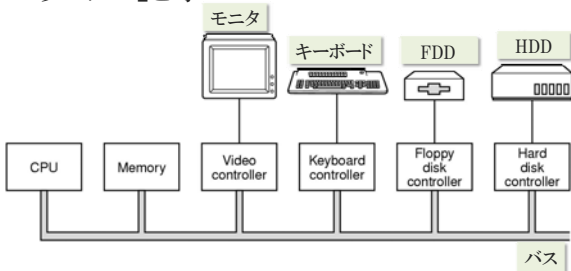 モニタ
キーボード
FDD
HDD
CPU
Memory
Video
controller
Keyboard
controller
Floppy
disk
controller
Hard
disk
controller
バス